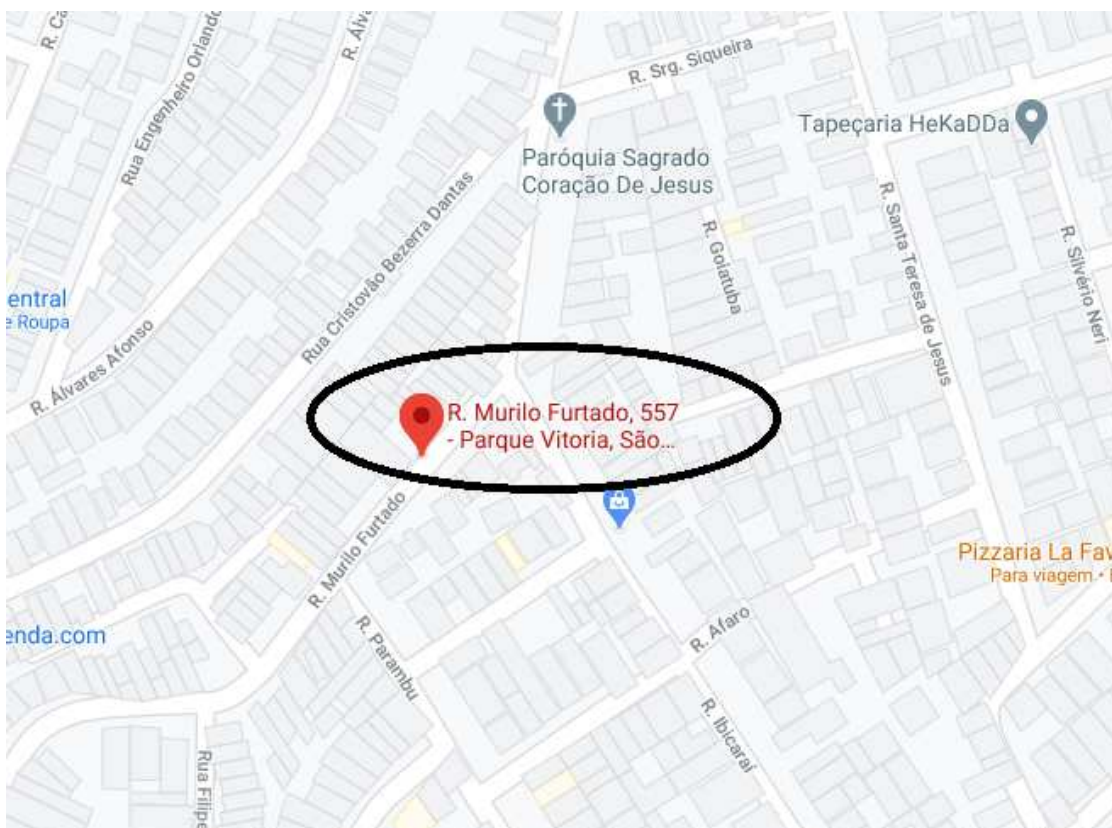 R. Ca
Rua Engenheiro Orlando
R. Álv
R. Srg. Siqueira
Tapeçaria HeKaDDa
Paróquia Sagrado
Coração De Jesus
Rua Cristovão Bezerra Dantas
R. Goiatuba
R. Santa Teresa de Jesus
R. Silvério Neri
entral
e Roupa
R. Álvares Afonso
R. Murilo Furtado, 557
- Parque Vitoria, São...
R. Murilo Furtado
Pizzaria La Fav
Para viagem •
enda.com
R. Parambu
R. Afaro
R. Ibicaraí
Rua Filipe